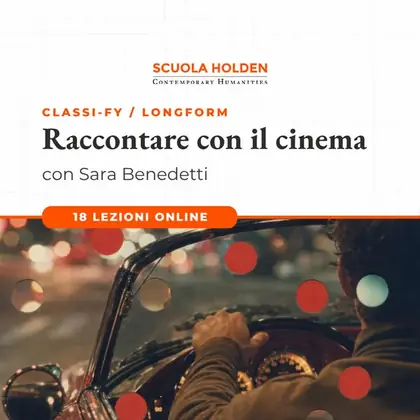 SCUOLA HOLDEN
CONTEMPORARY HUMANITIES
CLASSI-FY / LONGFORM
Raccontare con il cinema
con Sara Benedetti
18 LEZIONI ONLINE